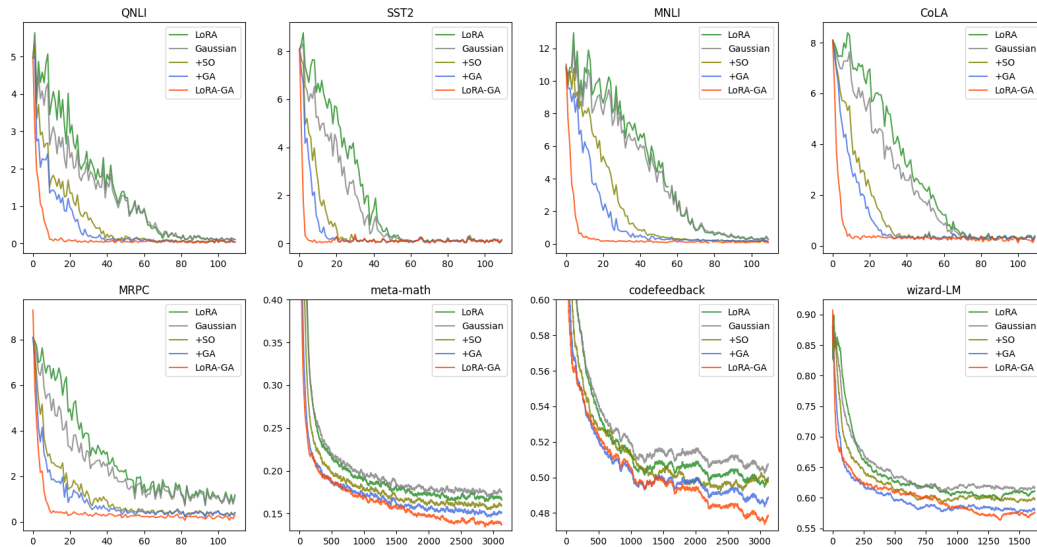 QNLI
LoRA
Gaussian
+SO
+GA
LoRA-GA
5
4
3
2
1
0
0 20 40 60 80 100
SST2
LoRA
Gaussian
+SO
+GA
LoRA-GA
8
6
4
2
0
0 20 40 60 80 100
MNLI
LoRA
Gaussian
+SO
+GA
LoRA-GA
12
10
8
6
4
2
0
0 20 40 60 80 100
CoLA
LoRA
Gaussian
+SO
+GA
LoRA-GA
8
6
4
2
0
0 20 40 60 80 100
MRPC
LoRA
Gaussian
+SO
+GA
LoRA-GA
8
6
4
2
0
0 20 40 60 80 100
meta-math
LoRA
Gaussian
+SO
+GA
LoRA-GA
0.40
0.35
0.30
0.25
0.20
0.15
0 500 1000 1500 2000 2500 3000
codefeedback
LoRA
Gaussian
+SO
+GA
LoRA-GA
0.60
0.58
0.56
0.54
0.52
0.50
0.48
0 500 1000 1500 2000 2500 3000
wizard-LM
LoRA
Gaussian
+SO
+GA
LoRA-GA
0.90
0.85
0.80
0.75
0.70
0.65
0.60
0.55
0 250 500 750 1000 1250 1500